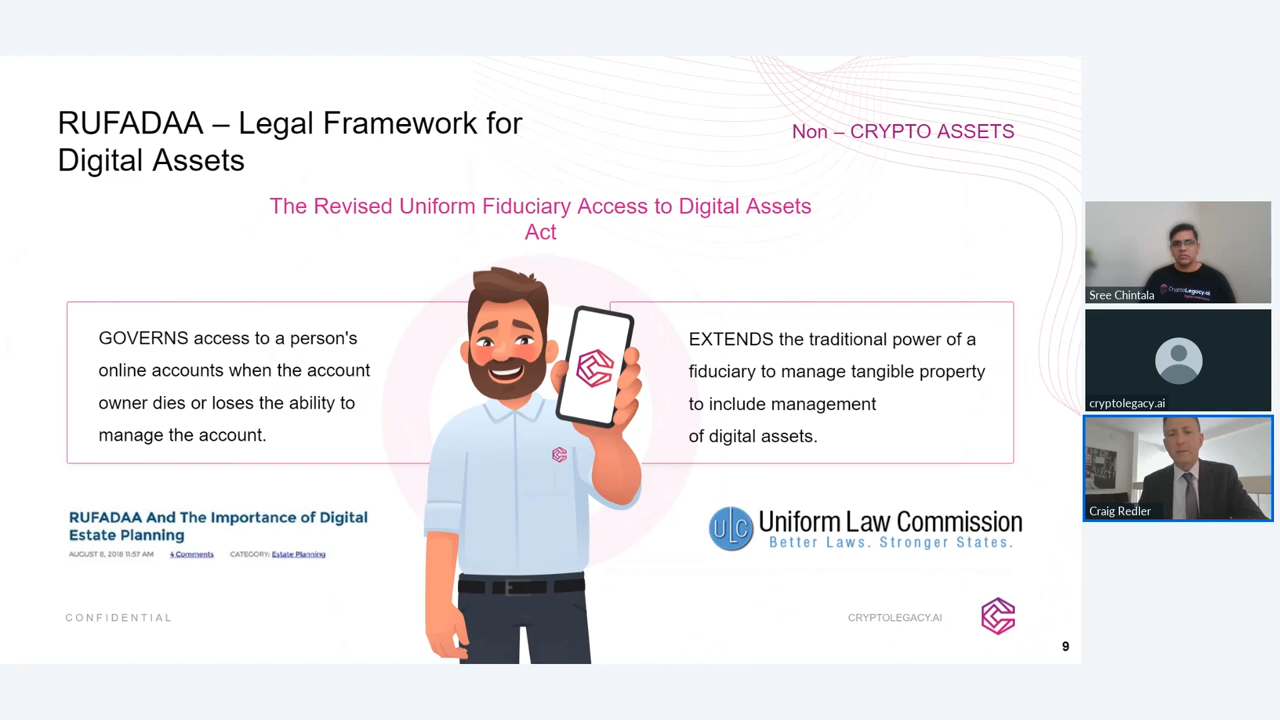 RUFADAA – Legal Framework for
Digital Assets
Non – CRYPTO ASSETS
The Revised Uniform Fiduciary Access to Digital Assets
Act
GOVERNS access to a person's
online accounts when the account
owner dies or loses the ability to
manage the account.
EXTENDS the traditional power of a
fiduciary to manage tangible property
to include management
of digital assets.
RUFADAA And The Importance of Digital
Estate Planning
AUGUST 8, 2018 11:57 AM 4 Comments CATEGORY: Estate Planning
ULC Uniform Law Commission
Better Laws. Stronger States.
CONFIDENTIAL
CRYPTOLEGACY.AI
9
CryptoLegacy.ai
Sree Chintala
cryptolegacy.ai
Craig Redler